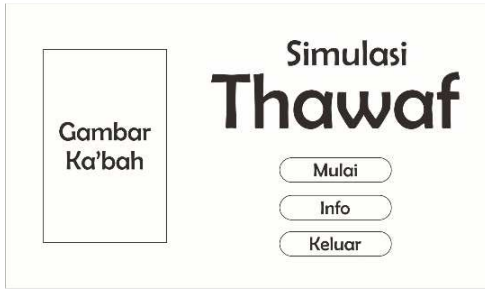 Gambar
Ka'bah
Simulasi
Thawaf
Mulai
Info
Keluar